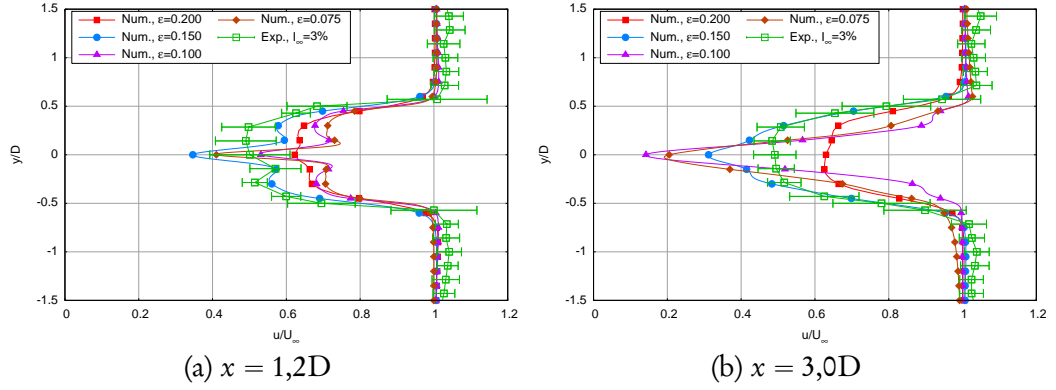 1.5
1
0.5
0
-0.5
-1
-1.5
y/D
Num., ε=0.200
Num., ε=0.150
Num., ε=0.100
Num., ε=0.075
Exp., I∞=3%
0 0.2 0.4 0.6 0.8 1 1.2
u/U∞
(a) x = 1,2D
1.5
1
0.5
0
-0.5
-1
-1.5
y/D
Num., ε=0.200
Num., ε=0.150
Num., ε=0.100
Num., ε=0.075
Exp., I∞=3%
0 0.2 0.4 0.6 0.8 1 1.2
u/U∞
(b) x = 3,0D